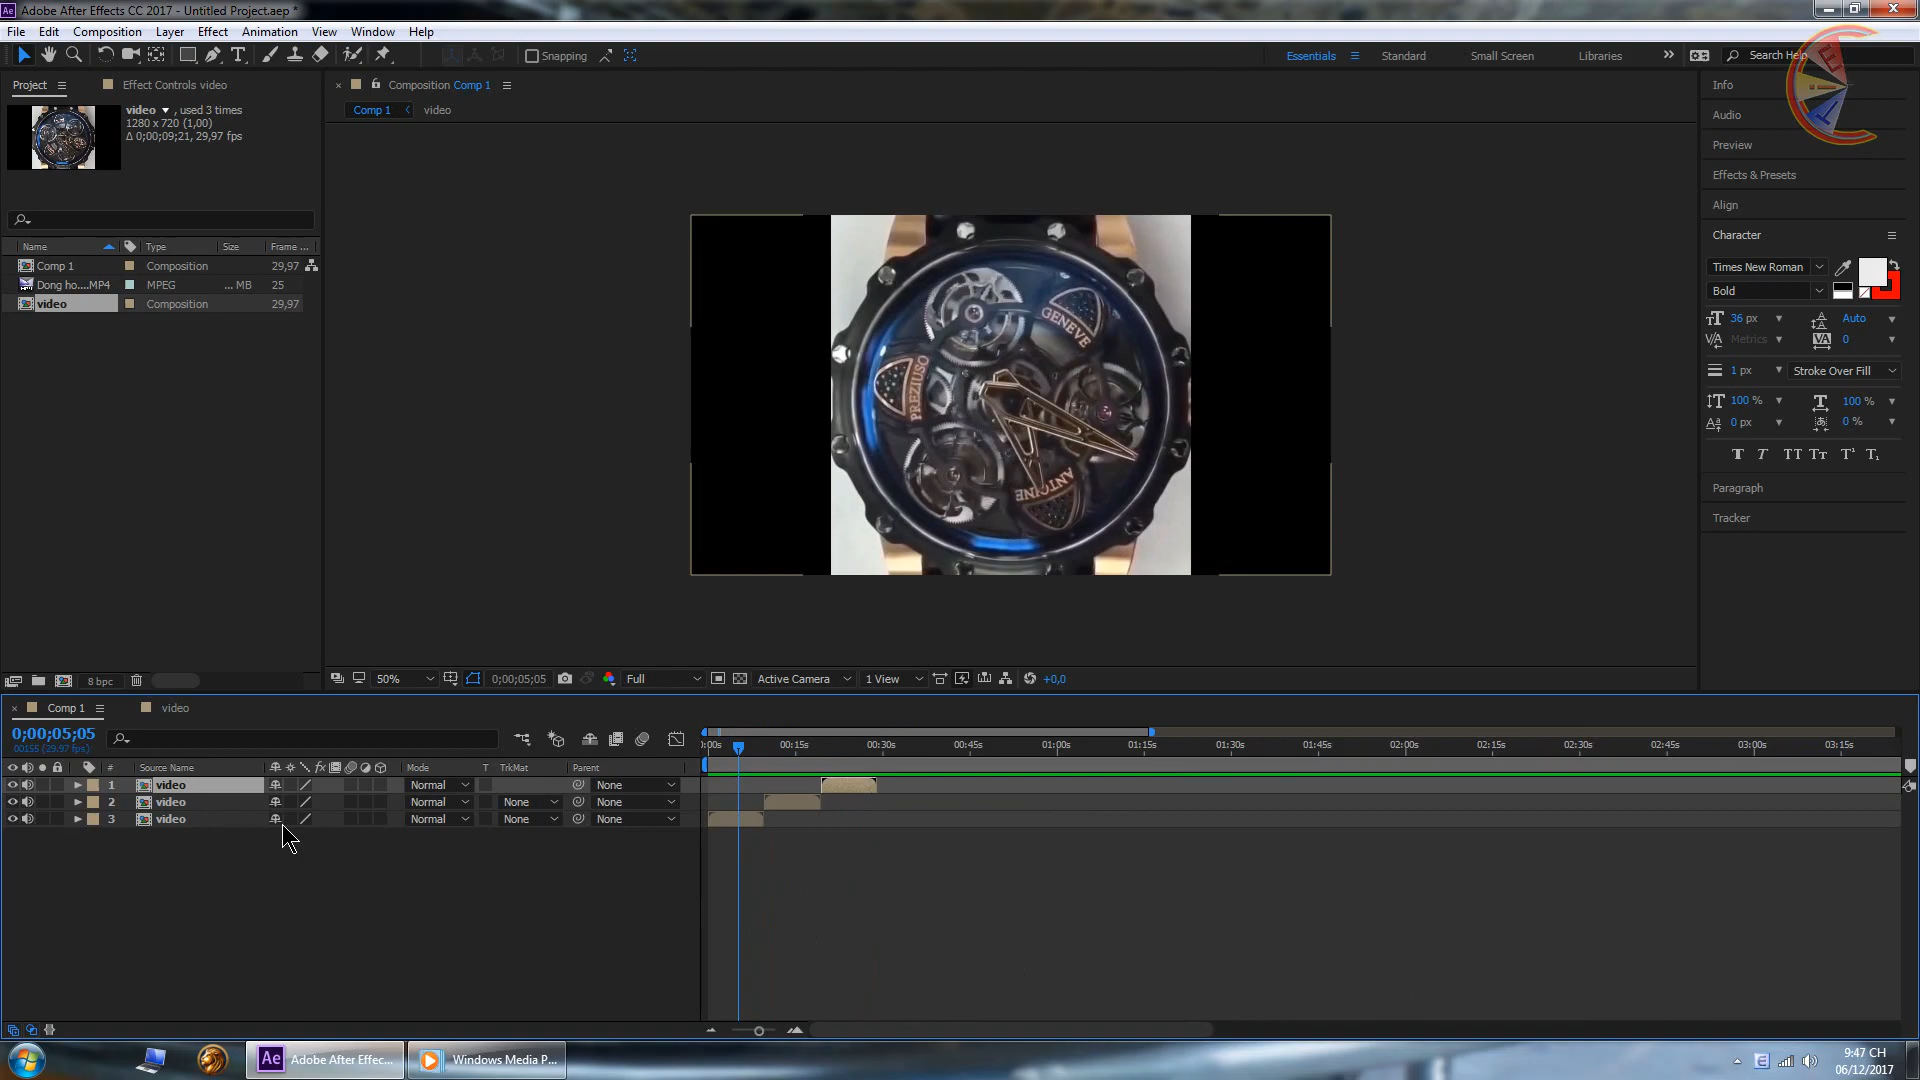 Adobe After Effects CC 2017 - Untitled Project.aep *
File Edit Composition Layer Effect Animation View Window Help
Snapping Essentials Standard Small Screen Libraries Search Help
Project Effect Controls video
video , used 3 times
1280 x 720 (1,00)
Δ 0;00;09;21, 29,97 fps
Name Type Size Frame ...
Comp 1 Composition 29,97
Dong ho....MP4 MPEG ... MB 25
video Composition 29,97
8 bpc
Composition Comp 1
Comp 1 video
GENEVE
PREZIUSO
ANTOINE
50% 0;00;05;05 Full Active Camera 1 View +0,0
Info
Audio
Preview
Effects & Presets
Align
Character
Times New Roman
Bold
36 px Auto
Metrics 0
1 px Stroke Over Fill
100 % 100 %
0 px 0 %
Paragraph
Tracker
Comp 1 video
0;00;05;05
00155 (29.97 fps)
0:00s 00:15s 00:30s 00:45s 01:00s 01:15s 01:30s 01:45s 02:00s 02:15s 02:30s 02:45s 03:00s 03:15s
# Source Name Mode T TrkMat Parent
1 video Normal None
2 video Normal None None
3 video Normal None None
Adobe After Effec... Windows Media P...
9:47 CH
06/12/2017